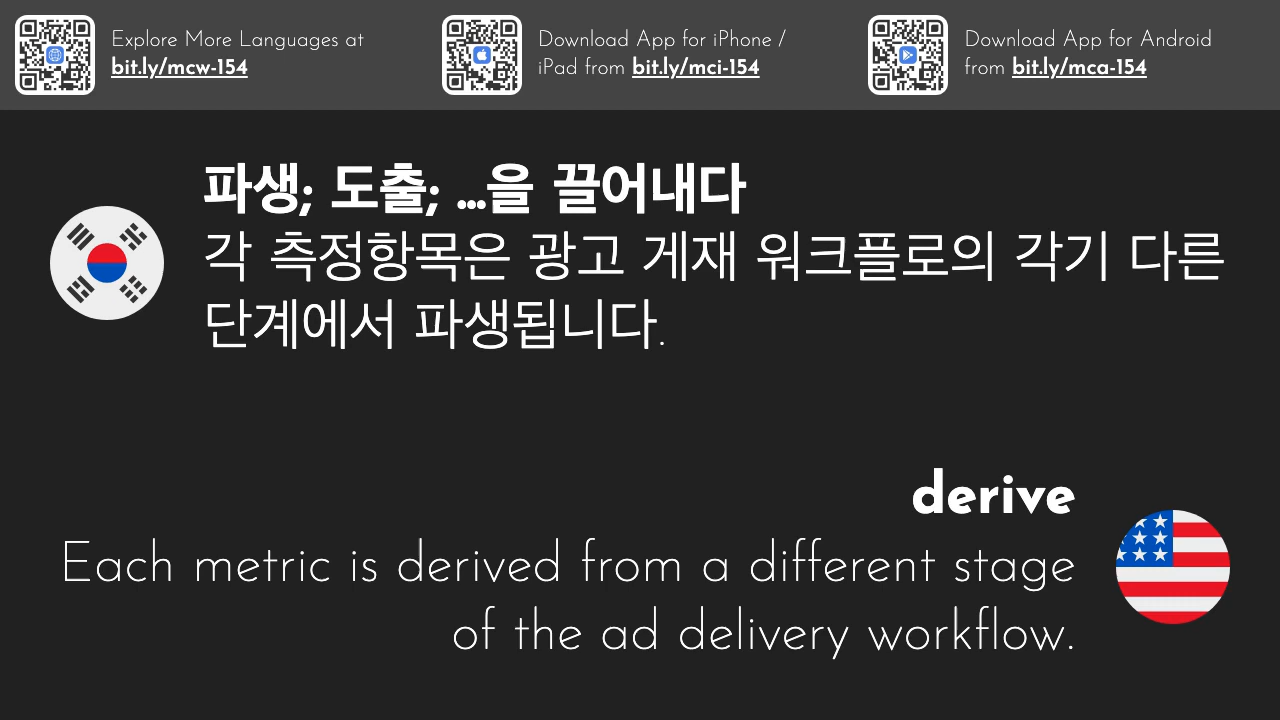 Explore More Languages at
bit.ly/mcw-154
Download App for iPhone /
iPad from bit.ly/mci-154
Download App for Android
from bit.ly/mca-154
파생; 도출; ...을 끌어내다
각 측정항목은 광고 게재 워크플로의 각기 다른
단계에서 파생됩니다.
derive
Each metric is derived from a different stage
of the ad delivery workflow.